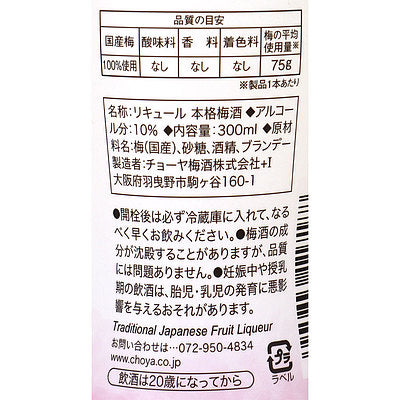 品質の目安
国産梅 酸味料 香 料 着色料 梅の平均使用量※
100%使用 なし なし なし 75g
※製品1本あたり
名称:リキュール 本格梅酒 ◆アルコー
ル分:10% ◆内容量:300ml ◆原材
料名:梅(国産)、砂糖、酒精、ブランデー
製造者:チョーヤ梅酒株式会社+I
大阪府羽曳野市駒ヶ谷160-1
●開栓後は必ず冷蔵庫に入れて、なる
べく早くお飲みください。●梅酒の成
分が沈殿することがありますが、品質
には問題ありません。●妊娠中や授乳
期の飲酒は、胎児・乳児の発育に悪影
響を与えるおそれがあります。
Traditional Japanese Fruit Liqueur
お問い合わせ…072-950-4834
www.choya.co.jp
飲酒は20歳になってから
プラ
ラベル